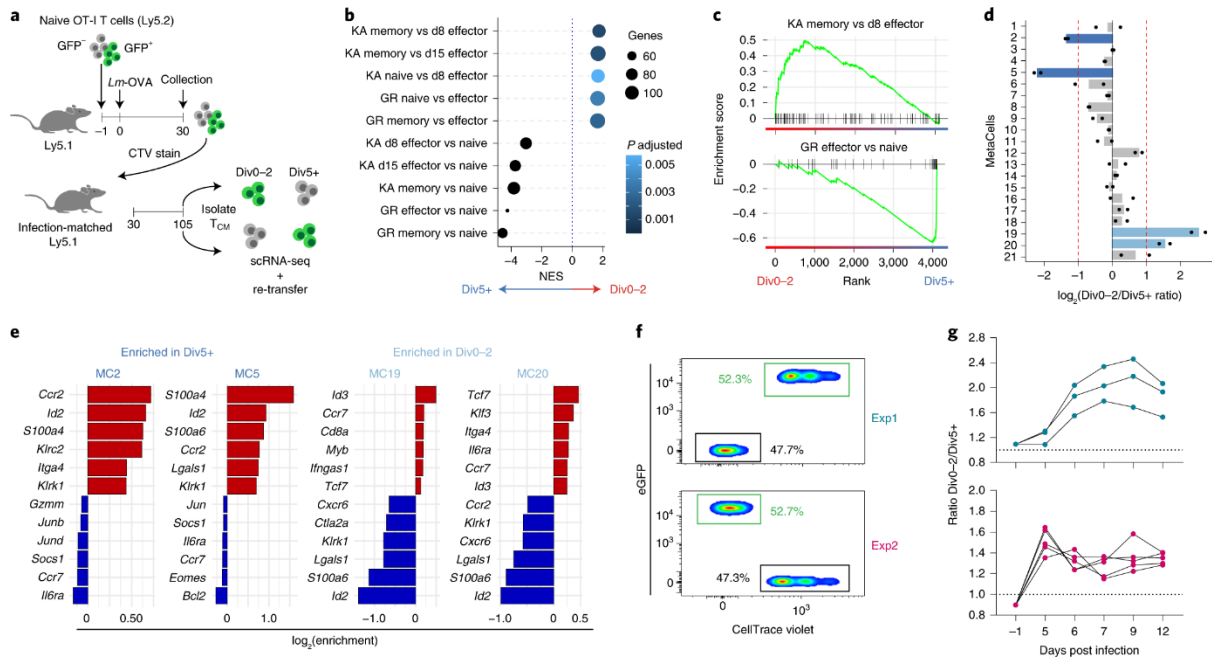 a
Naive OT-I T cells (Ly5.2)
GFP⁻ GFP⁺
Lm-OVA Collection
−1 0 30
Ly5.1
CTV stain
Div0–2 Div5+
30 105
Isolate
TCM
Infection-matched
Ly5.1
scRNA-seq
+
re-transfer
b
KA memory vs d8 effector
KA memory vs d15 effector
KA naive vs d8 effector
GR naive vs effector
GR memory vs effector
KA d8 effector vs naive
KA d15 effector vs naive
KA memory vs naive
GR effector vs naive
GR memory vs naive
−4 −2 0 2
NES
Div5+ Div0–2
Genes
60
80
100
P adjusted
0.005
0.003
0.001
c
KA memory vs d8 effector
0.5
0.4
0.3
0.2
0.1
0
GR effector vs naive
0
−0.2
−0.4
−0.6
Enrichment score
0 1,000 2,000 3,000 4,000
Div0–2 Rank Div5+
d
1
2
3
4
5
6
7
8
9
10
11
12
13
14
15
16
17
18
19
20
21
MetaCells
−2 −1 0 1 2
log₂(Div0–2/Div5+ ratio)
e
Enriched in Div5+ Enriched in Div0–2
MC2
Ccr2
Id2
S100a4
Klrc2
Itga4
Klrk1
Gzmm
Junb
Jund
Socs1
Ccr7
Il6ra
0 0.50
MC5
S100a4
Id2
S100a6
Ccr2
Lgals1
Klrk1
Jun
Socs1
Il6ra
Ccr7
Eomes
Bcl2
0 1.0
MC19
Id3
Ccr7
Cd8a
Myb
Ifngas1
Tcf7
Cxcr6
Ctla2a
Klrk1
Lgals1
S100a6
Id2
−1.0 0
MC20
Tcf7
Klf3
Itga4
Il6ra
Ccr7
Id3
Ccr2
Klrk1
Cxcr6
Lgals1
S100a6
Id2
−0.5 0 0.5
log₂(enrichment)
f
52.3%
47.7%
10⁴
10³
0
Exp1
52.7%
47.3%
10⁴
10³
0
Exp2
eGFP
0 10³
CellTrace violet
g
2.8
2.4
2.0
1.6
1.2
0.8
1.8
1.6
1.4
1.2
1.0
0.8
Ratio Div0–2/Div5+
−1 5 6 7 9 12
Days post infection